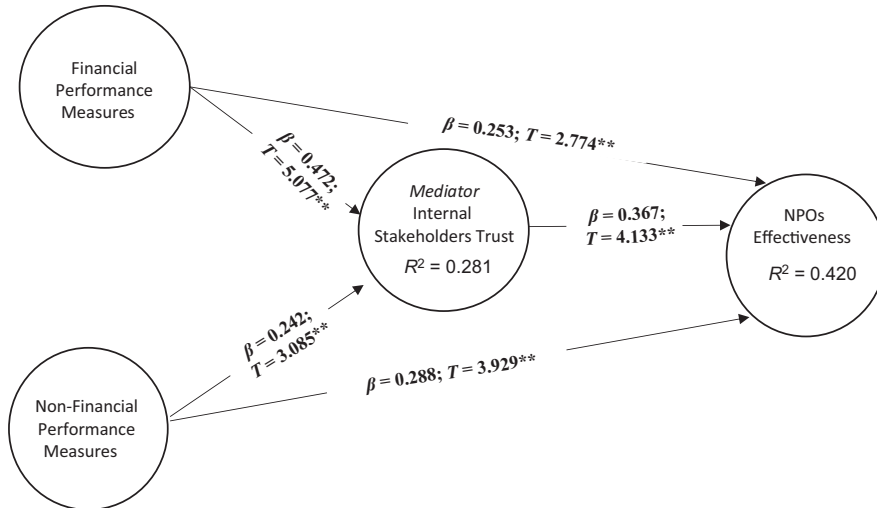 Financial
Performance
Measures
β = 0.253; T = 2.774**
β = 0.472;
T = 5.077**
Mediator
Internal
Stakeholders Trust
R² = 0.281
β = 0.367;
T = 4.133**
NPOs
Effectiveness
R² = 0.420
β = 0.242;
T = 3.085**
β = 0.288; T = 3.929**
Non-Financial
Performance
Measures